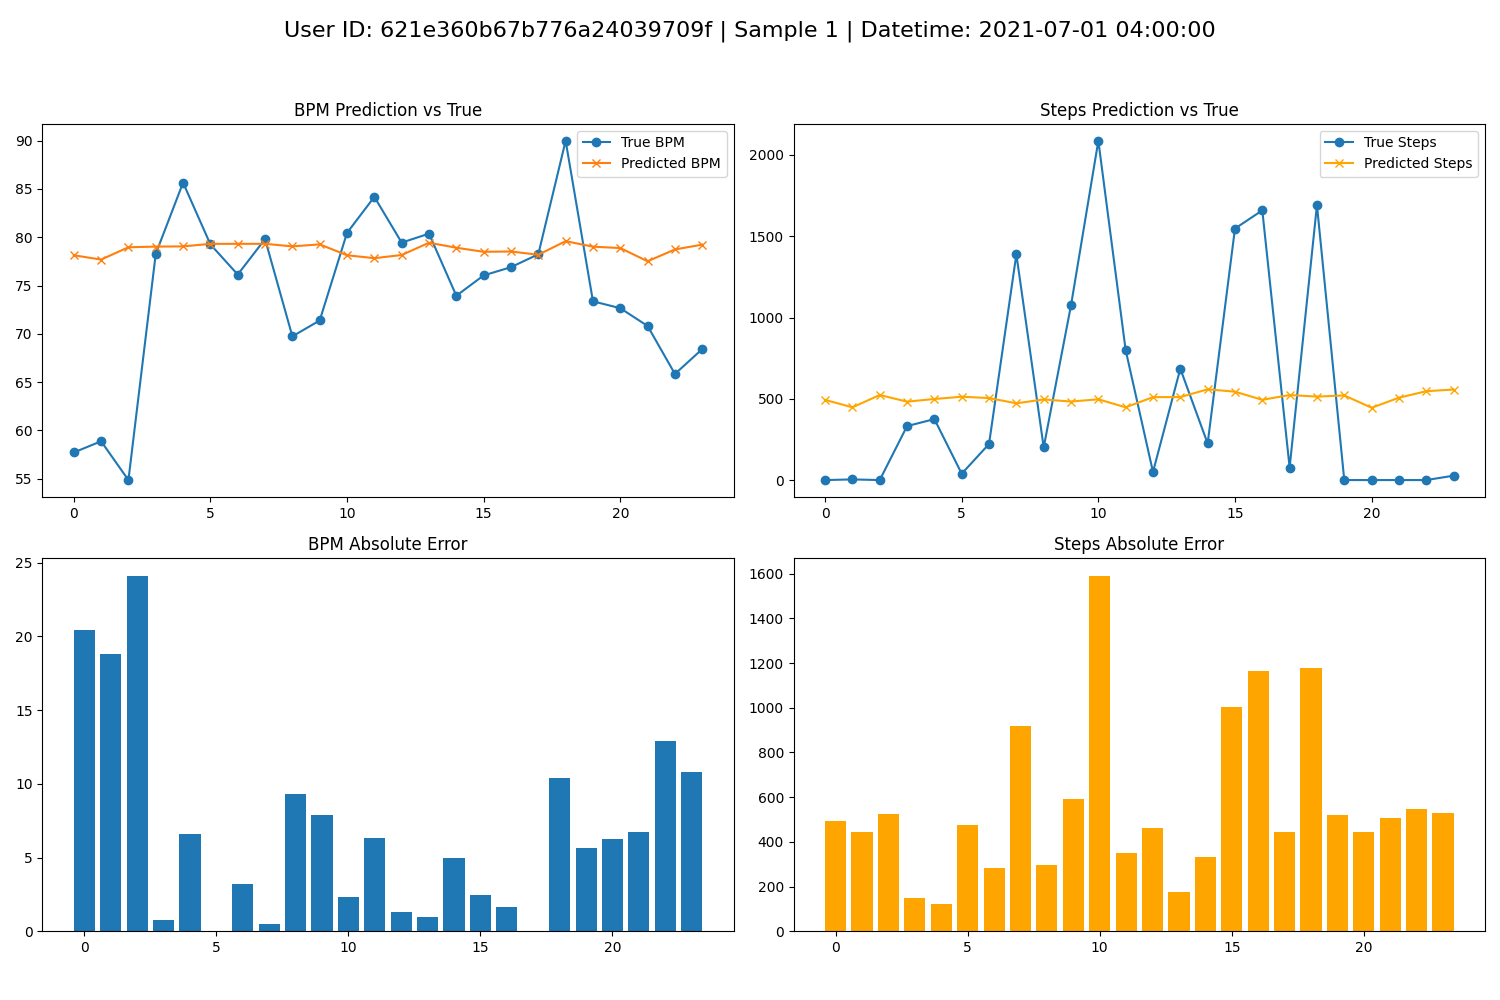 User ID: 621e360b67b776a24039709f | Sample 1 | Datetime: 2021-07-01 04:00:00
BPM Prediction vs True
True BPM
Predicted BPM
90
85
80
75
70
65
60
55
0 5 10 15 20
Steps Prediction vs True
True Steps
Predicted Steps
2000
1500
1000
500
0
0 5 10 15 20
BPM Absolute Error
25
20
15
10
5
0
0 5 10 15 20
Steps Absolute Error
1600
1400
1200
1000
800
600
400
200
0
0 5 10 15 20